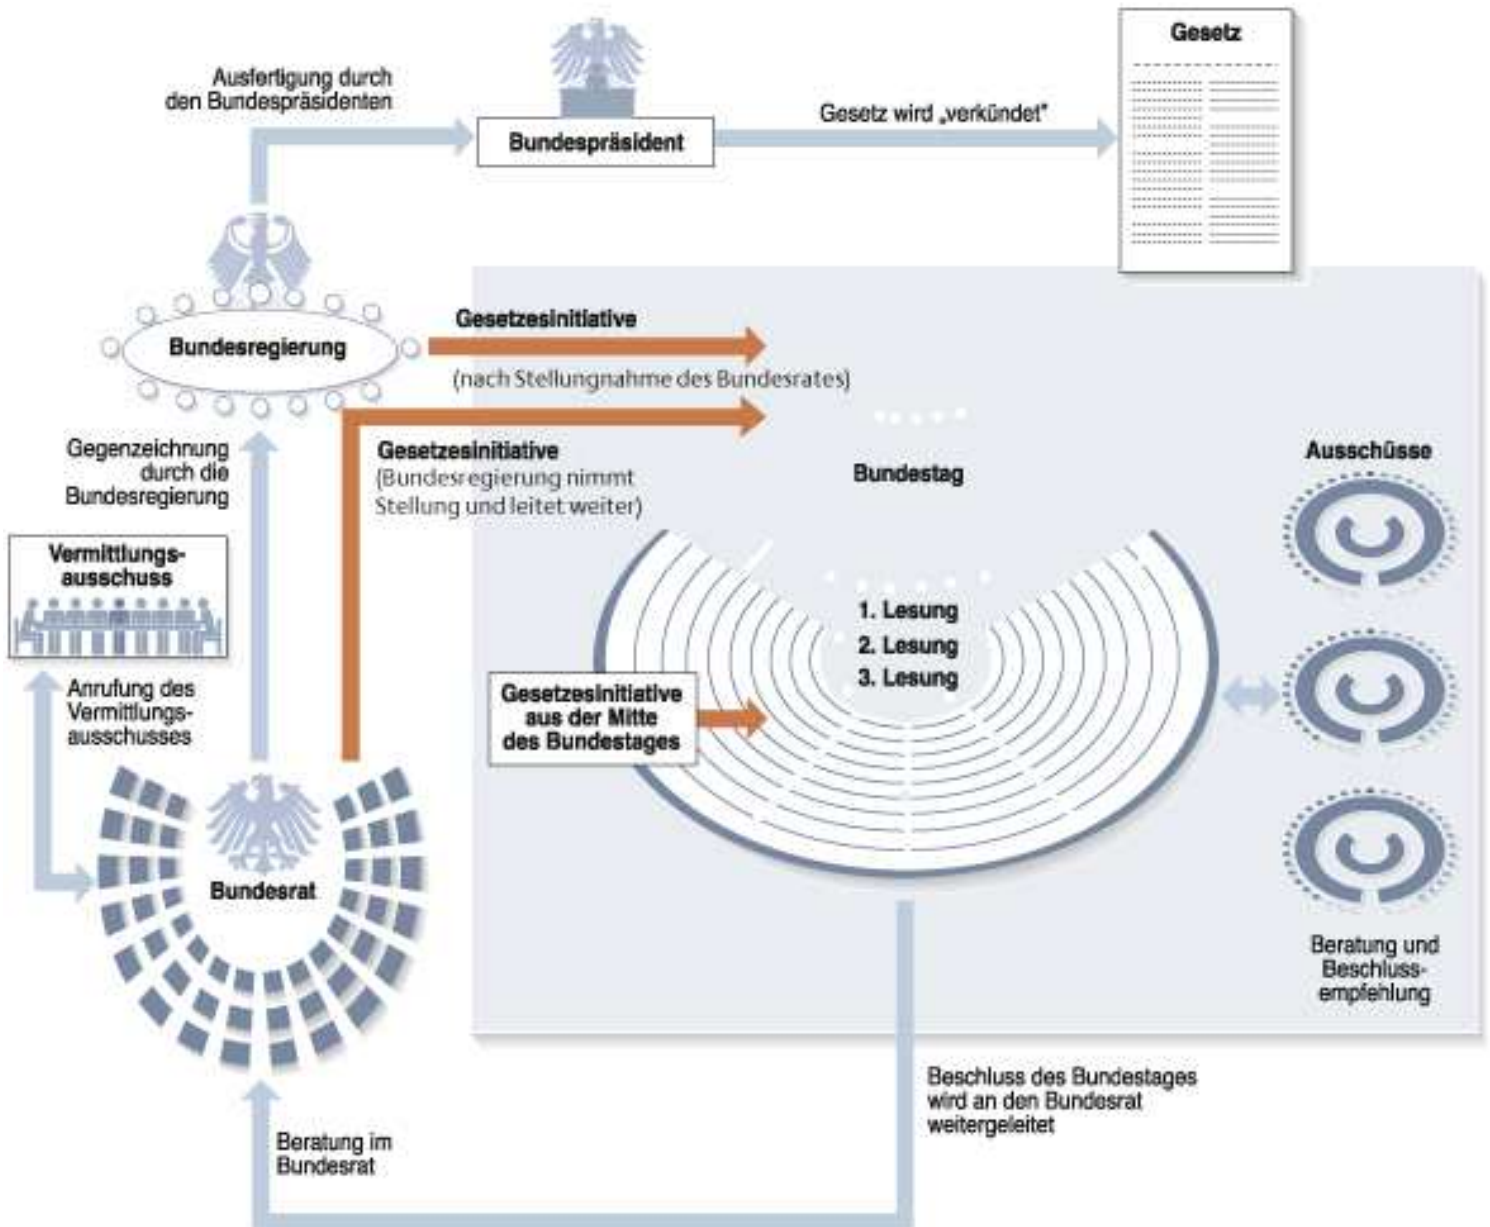 Gesetz
Ausfertigung durch
den Bundespräsidenten
Gesetz wird „verkündet"
Bundespräsident
Bundesregierung
Gesetzesinitiative
(nach Stellungnahme des Bundesrates)
Gesetzesinitiative
(Bundesregierung nimmt
Stellung und leitet weiter)
Gegenzeichnung
durch die
Bundesregierung
Bundestag
Ausschüsse
Vermittlungs-
ausschuss
1. Lesung
2. Lesung
3. Lesung
Gesetzesinitiative
aus der Mitte
des Bundestages
Anrufung des
Vermittlungs-
ausschusses
Bundesrat
Beratung und
Beschluss-
empfehlung
Beschluss des Bundestages
wird an den Bundesrat
weitergeleitet
Beratung im
Bundesrat